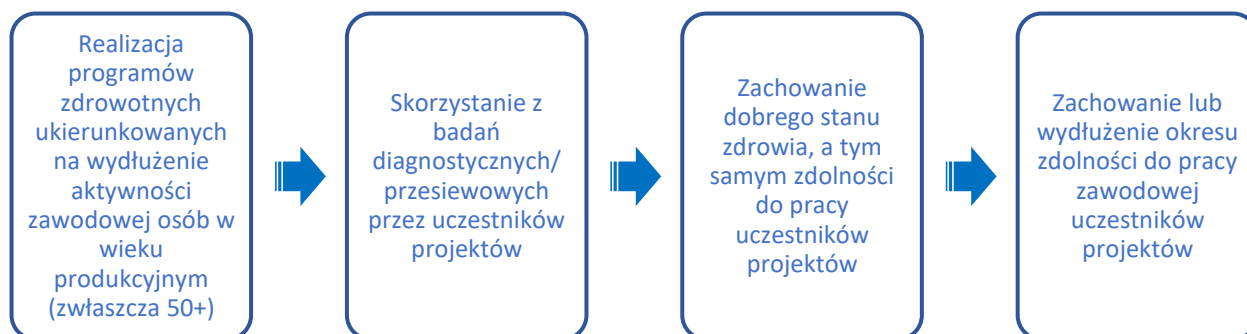 Realizacja
programów
zdrowotnych
ukierunkowanych
na wydłużenie
aktywności
zawodowej osób w
wieku
produkcyjnym
(zwłaszcza 50+)
Skorzystanie z
badań
diagnostycznych/
przesiewowych
przez uczestników
projektów
Zachowanie
dobrego stanu
zdrowia, a tym
samym zdolności
do pracy
uczestników
projektów
Zachowanie lub
wydłużenie okresu
zdolności do pracy
zawodowej
uczestników
projektów